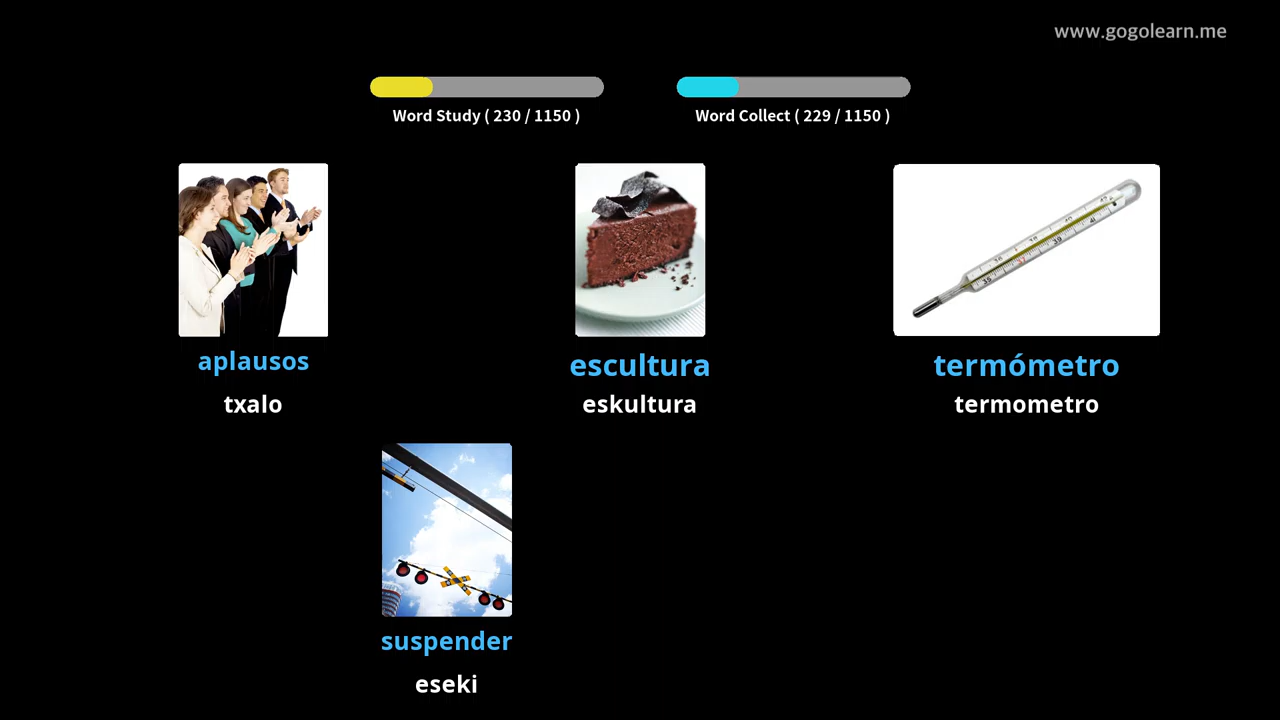 www.gogolearn.me
Word Study ( 230 / 1150 )
Word Collect ( 229 / 1150 )
aplausos
txalo
escultura
eskultura
termómetro
termometro
suspender
eseki